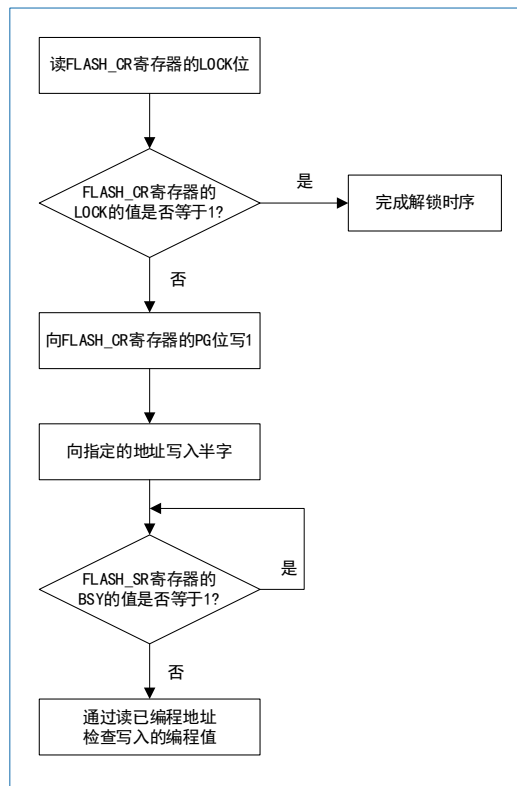 读FLASH_CR寄存器的LOCK位
FLASH_CR寄存器的
LOCK的值是否等于1?
是
完成解锁时序
否
向FLASH_CR寄存器的PG位写1
向指定的地址写入半字
FLASH_SR寄存器的
BSY的值是否等于1?
是
否
通过读已编程地址
检查写入的编程值